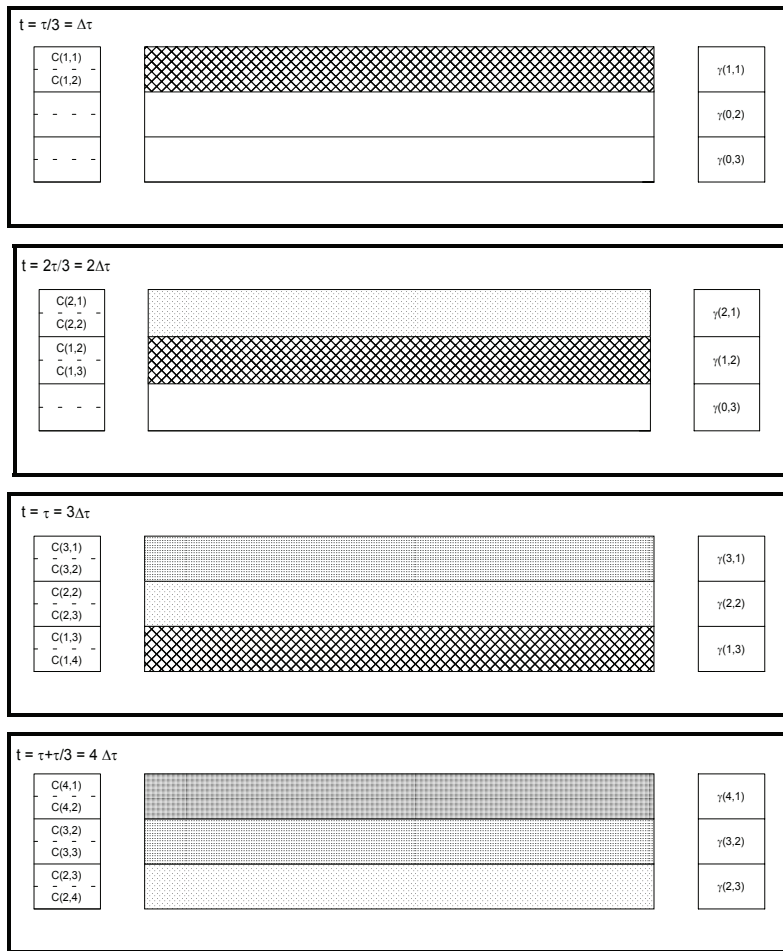 t = τ/3 = Δτ
C(1,1)
C(1,2)
γ(1,1)
γ(0,2)
γ(0,3)
t = 2τ/3 = 2Δτ
C(2,1)
C(2,2)
C(1,2)
C(1,3)
γ(2,1)
γ(1,2)
γ(0,3)
t = τ = 3Δτ
C(3,1)
C(3,2)
C(2,2)
C(2,3)
C(1,3)
C(1,4)
γ(3,1)
γ(2,2)
γ(1,3)
t = τ+τ/3 = 4 Δτ
C(4,1)
C(4,2)
C(3,2)
C(3,3)
C(2,3)
C(2,4)
γ(4,1)
γ(3,2)
γ(2,3)